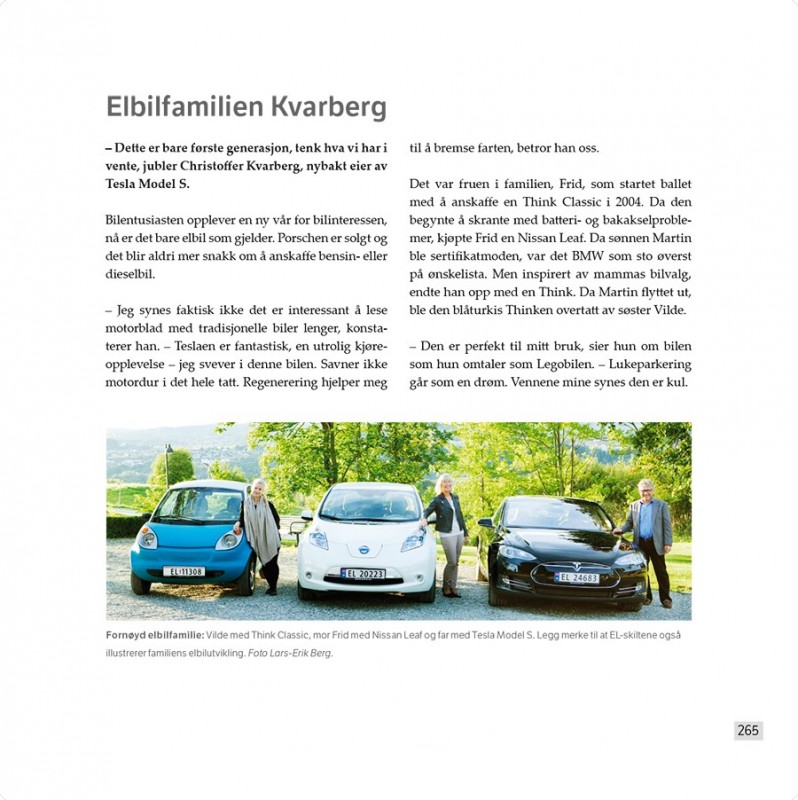 Elbilfamilien Kvarberg
– Dette er bare første generasjon, tenk hva vi har i
vente, jubler Christoffer Kvarberg, nybakt eier av
Tesla Model S.
Bilentusiasten opplever en ny vår for bilinteressen,
nå er det bare elbil som gjelder. Porschen er solgt og
det blir aldri mer snakk om å anskaffe bensin- eller
dieselbil.
– Jeg synes faktisk ikke det er interessant å lese
motorblad med tradisjonelle biler lenger, konsta-
terer han. – Teslaen er fantastisk, en utrolig kjøre-
opplevelse – jeg svever i denne bilen. Savner ikke
motordur i det hele tatt. Regenerering hjelper meg
til å bremse farten, betror han oss.
Det var fruen i familien, Frid, som startet ballet
med å anskaffe en Think Classic i 2004. Da den
begynte å skrante med batteri- og bakakselproble-
mer, kjøpte Frid en Nissan Leaf. Da sønnen Martin
ble sertifikatmoden, var det BMW som sto øverst
på ønskelista. Men inspirert av mammas bilvalg,
endte han opp med en Think. Da Martin flyttet ut,
ble den blåturkis Thinken overtatt av søster Vilde.
– Den er perfekt til mitt bruk, sier hun om bilen
som hun omtaler som Legobilen. – Lukeparkering
går som en drøm. Vennene mine synes den er kul.
EL 11308
EL 20223
EL 24683
Fornøyd elbilfamilie: Vilde med Think Classic, mor Frid med Nissan Leaf og far med Tesla Model S. Legg merke til at EL-skiltene også
illustrerer familiens elbilutvikling. Foto Lars-Erik Berg.
265